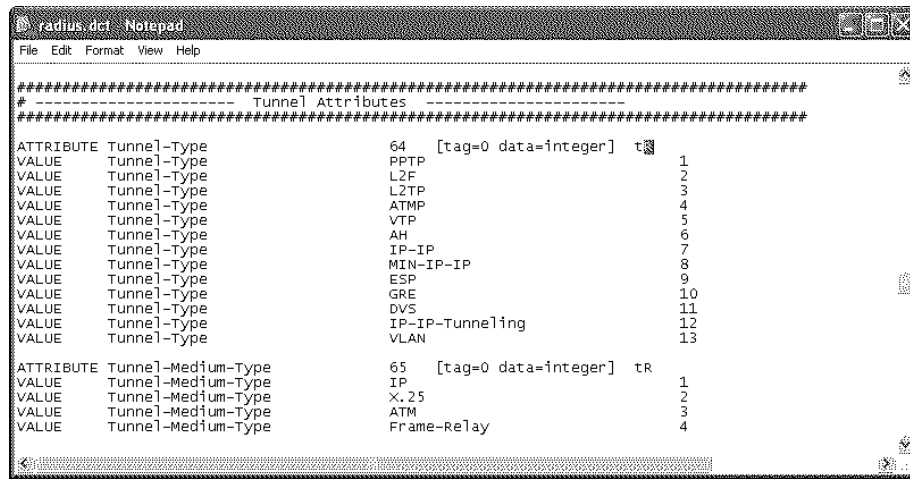 radius.dct - Notepad
File Edit Format View Help
################################################################################
# ---------------------- Tunnel Attributes ----------------------
################################################################################
ATTRIBUTE Tunnel-Type 64 [tag=0 data=integer] tR
VALUE Tunnel-Type PPTP 1
VALUE Tunnel-Type L2F 2
VALUE Tunnel-Type L2TP 3
VALUE Tunnel-Type ATMP 4
VALUE Tunnel-Type VTP 5
VALUE Tunnel-Type AH 6
VALUE Tunnel-Type IP-IP 7
VALUE Tunnel-Type MIN-IP-IP 8
VALUE Tunnel-Type ESP 9
VALUE Tunnel-Type GRE 10
VALUE Tunnel-Type DVS 11
VALUE Tunnel-Type IP-IP-Tunneling 12
VALUE Tunnel-Type VLAN 13
ATTRIBUTE Tunnel-Medium-Type 65 [tag=0 data=integer] tR
VALUE Tunnel-Medium-Type IP 1
VALUE Tunnel-Medium-Type X.25 2
VALUE Tunnel-Medium-Type ATM 3
VALUE Tunnel-Medium-Type Frame-Relay 4